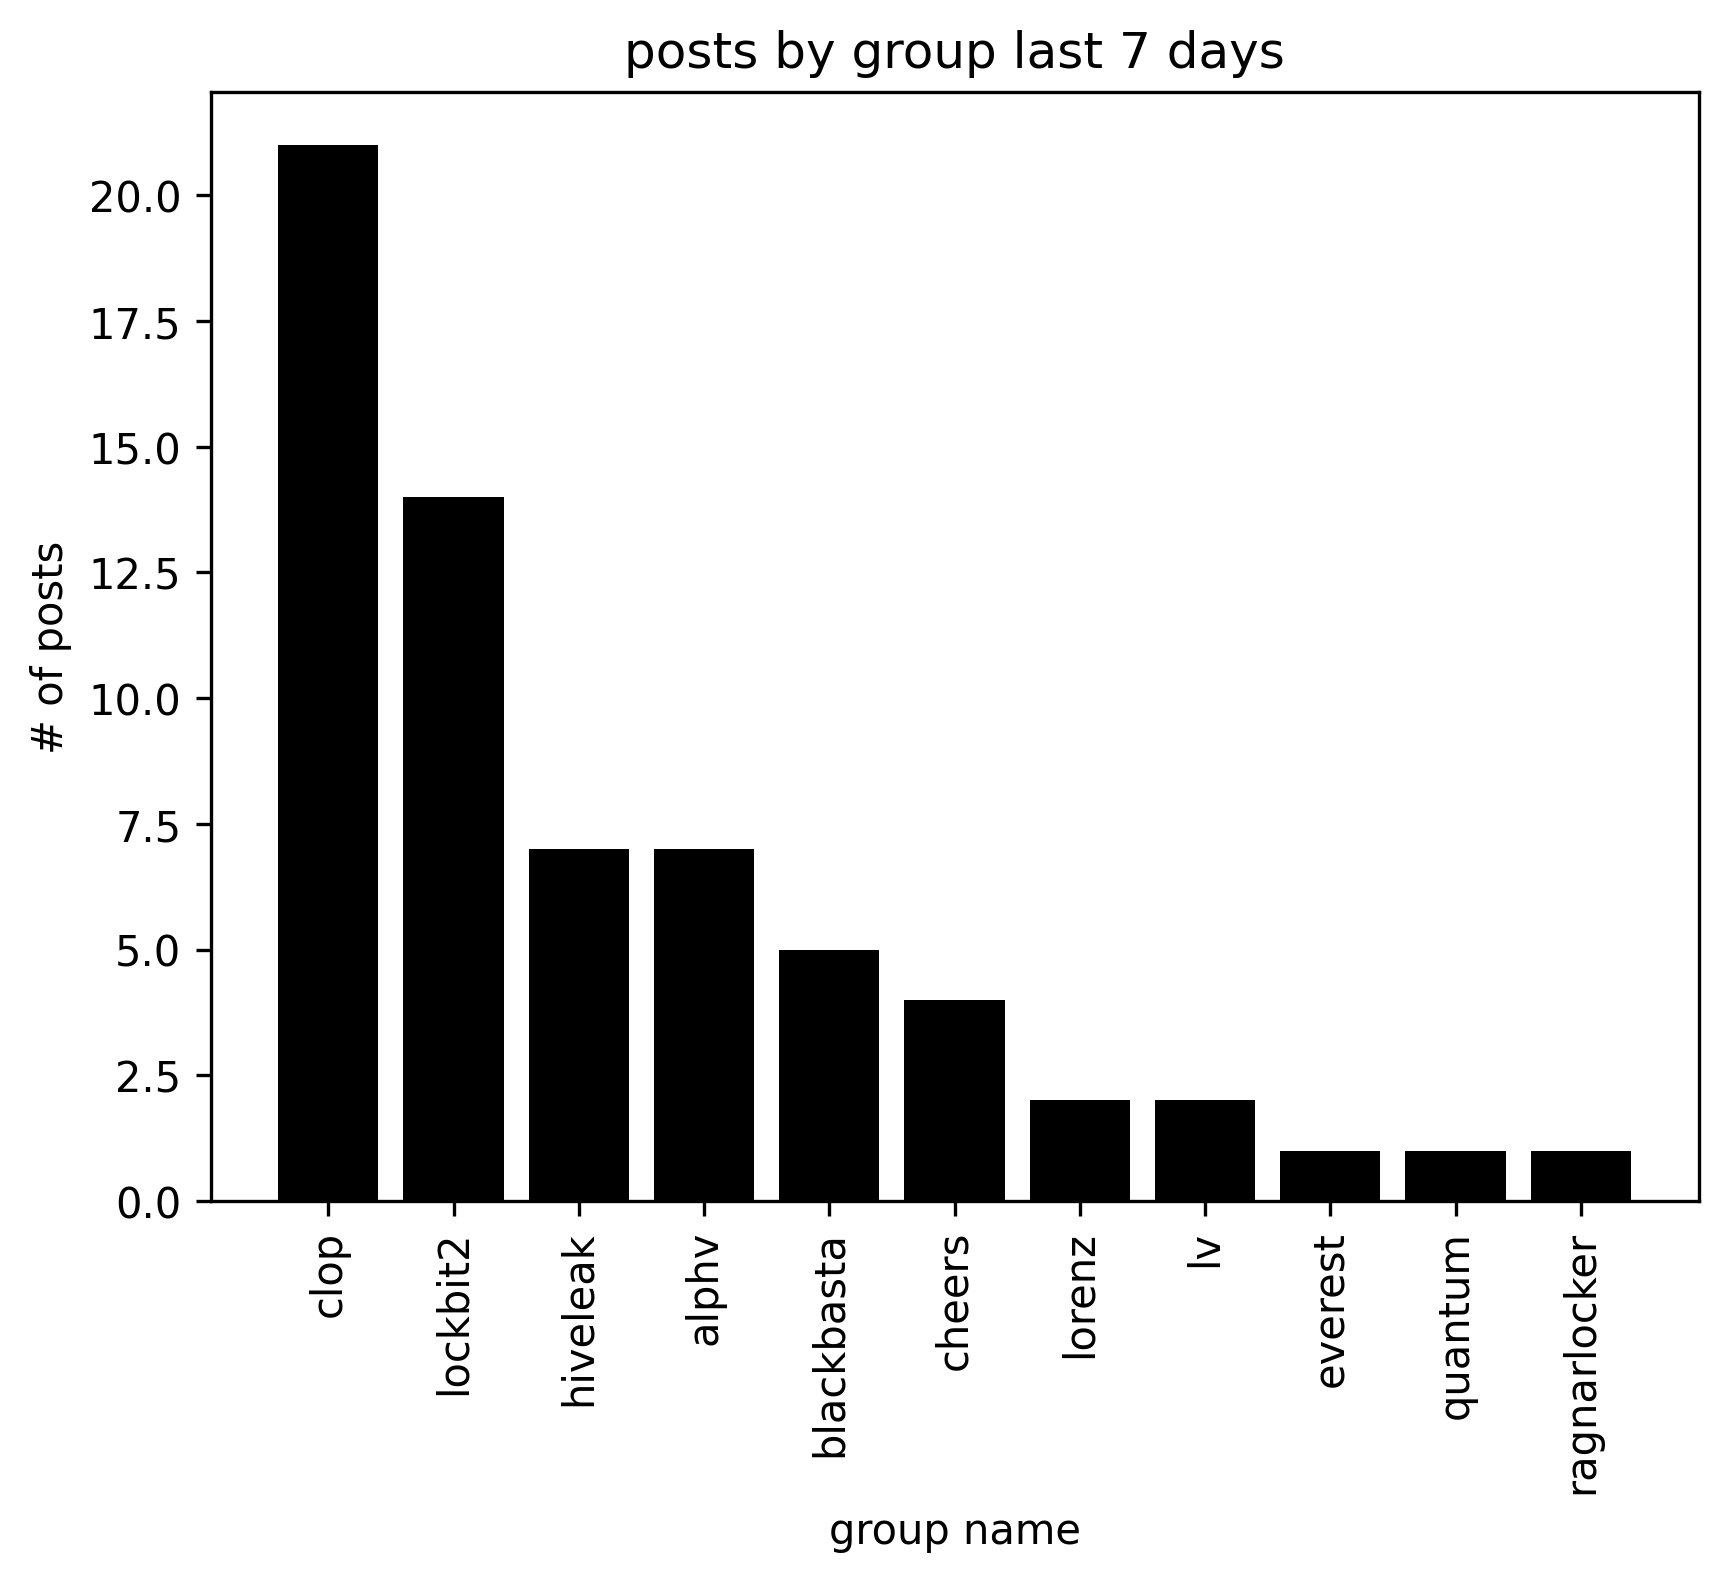 posts by group last 7 days
# of posts
20.0
17.5
15.0
12.5
10.0
7.5
5.0
2.5
0.0
clop
lockbit2
hiveleak
alphv
blackbasta
cheers
lorenz
lv
everest
quantum
ragnarlocker
group name